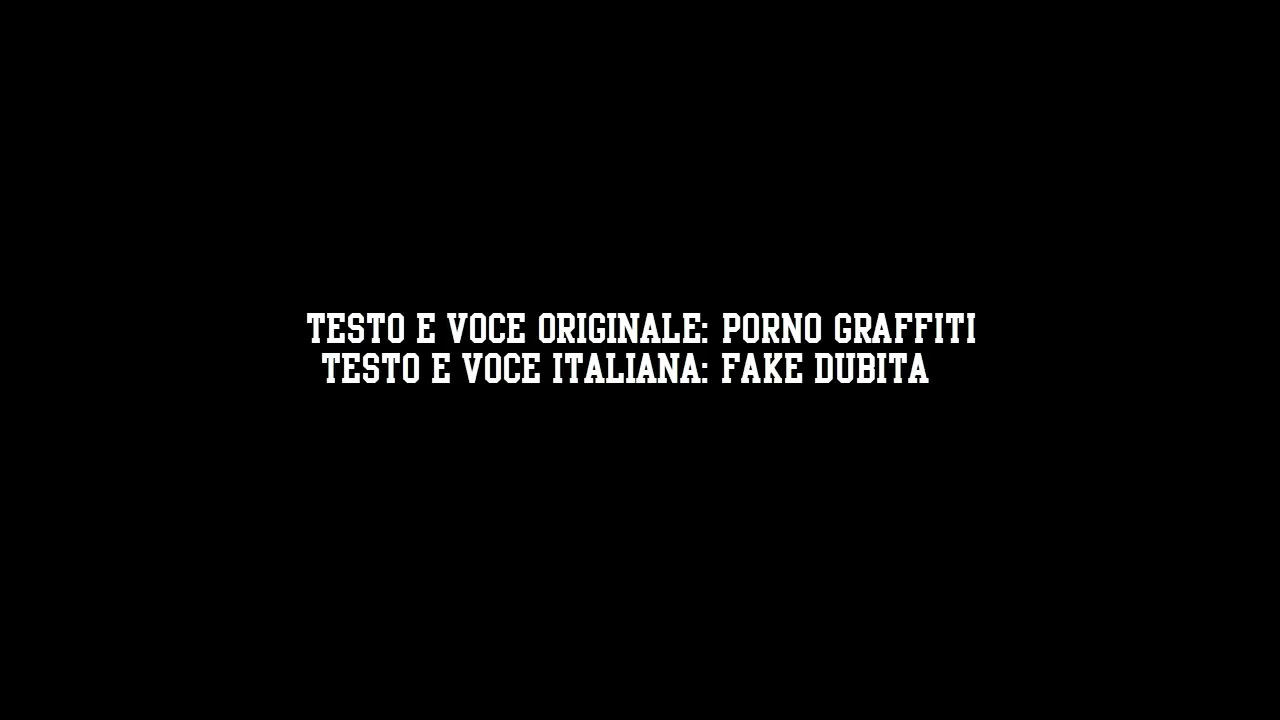 TESTO E VOCE ORIGINALE: PORNO GRAFFITI
TESTO E VOCE ITALIANA: FAKE DUBITA